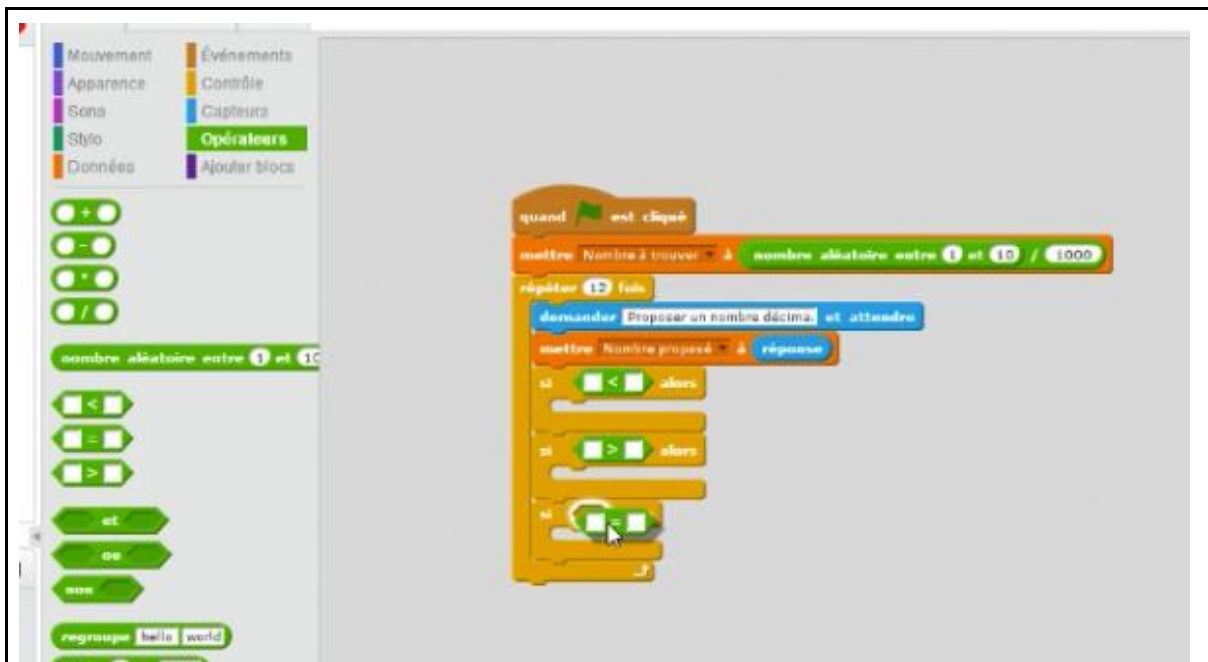 Mouvement Événements
Apparence Contrôle
Sons Capteurs
Stylo Opérateurs
Données Ajouter blocs
+
-
*
/
nombre aléatoire entre 1 et 10
<
=
>
et
ou
non
regroupe hello world
quand est cliqué
mettre Nombre à trouver à nombre aléatoire entre 1 et 10 / 1000
répéter 12 fois
demander Proposer un nombre décima. et attendre
mettre Nombre proposé à réponse
si < alors
si > alors
si =